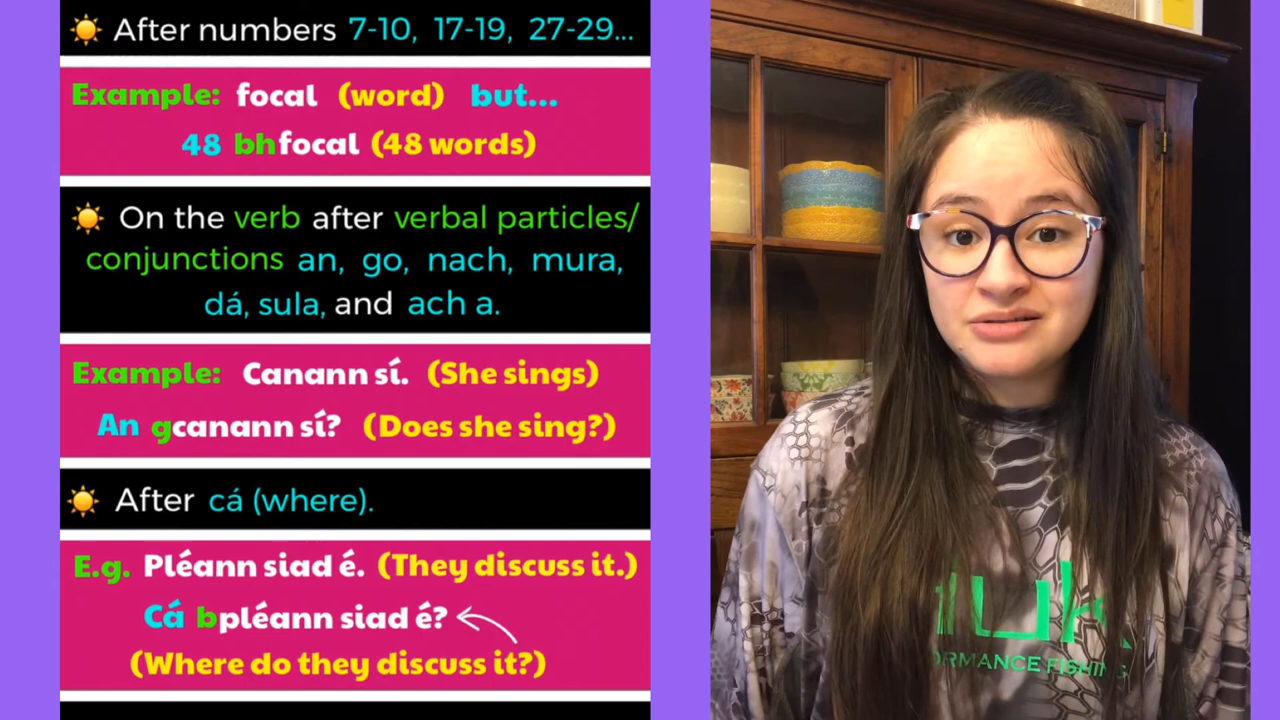 After numbers 7-10, 17-19, 27-29...
Example: focal (word) but...
48 bhfocal (48 words)
On the verb after verbal particles/
conjunctions an, go, nach, mura,
dá, sula, and ach a.
Example: Canann sí. (She sings)
An gcanann sí? (Does she sing?)
After cá (where).
E.g. Pléann siad é. (They discuss it.)
Cá bpléann siad é?
(Where do they discuss it?)